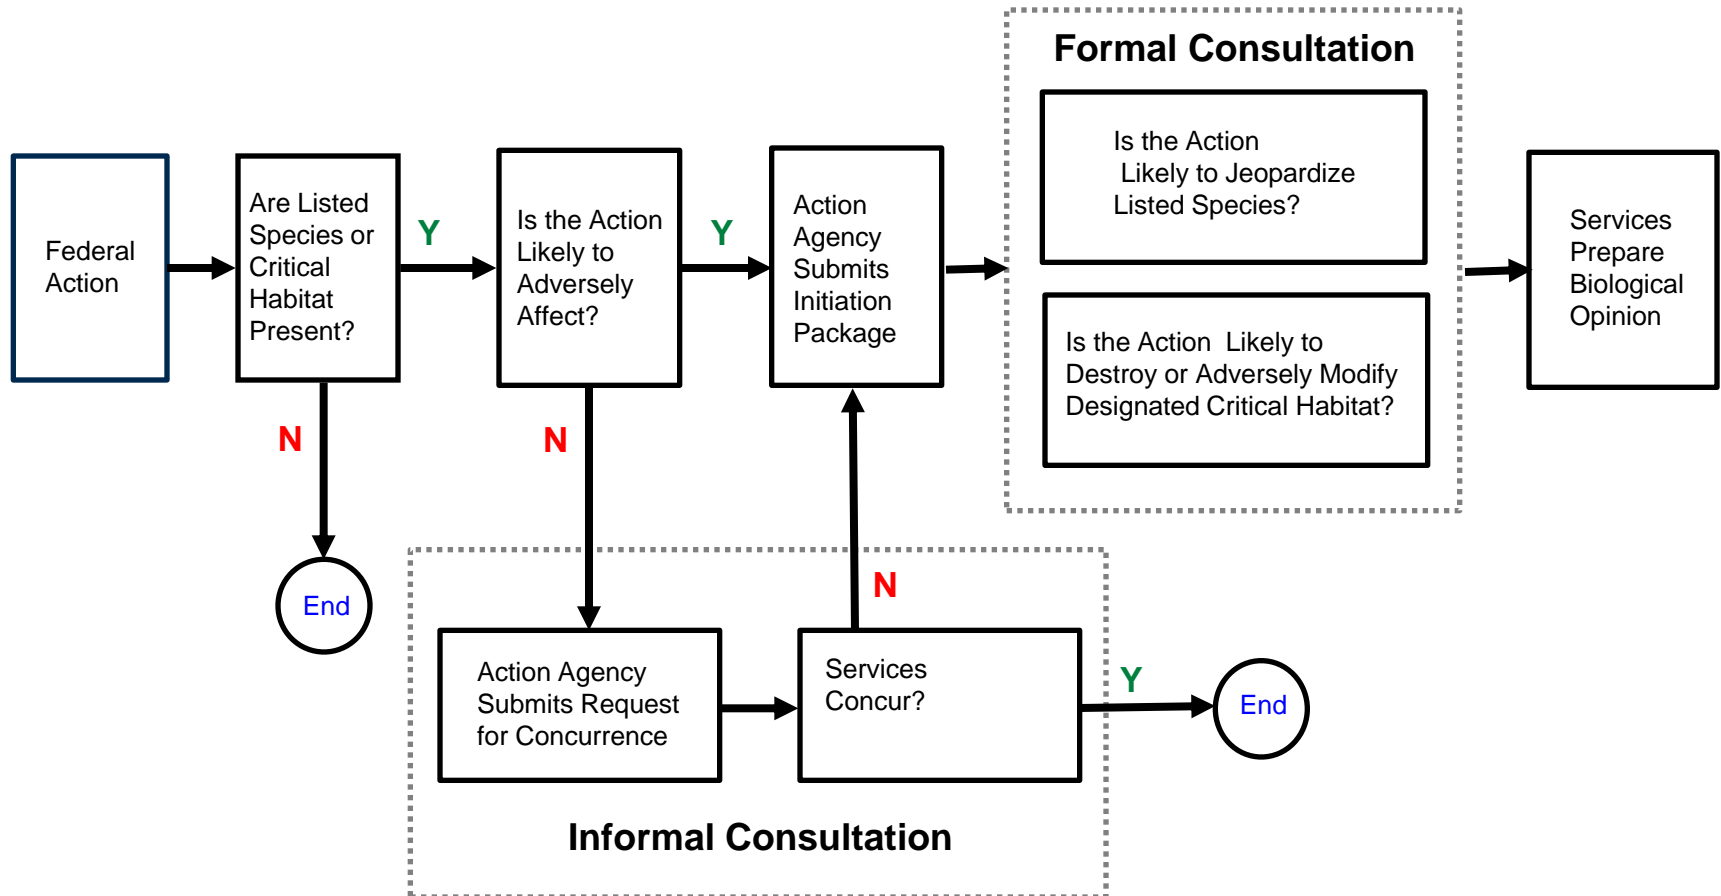 Formal Consultation
Federal
Action
Are Listed
Species or
Critical
Habitat
Present?
Y
Is the Action
Likely to
Adversely
Affect?
Y
Action
Agency
Submits
Initiation
Package
Is the Action
Likely to Jeopardize
Listed Species?
Is the Action Likely to
Destroy or Adversely Modify
Designated Critical Habitat?
Services
Prepare
Biological
Opinion
N
N
N
End
Action Agency
Submits Request
for Concurrence
Services
Concur?
Y
End
Informal Consultation